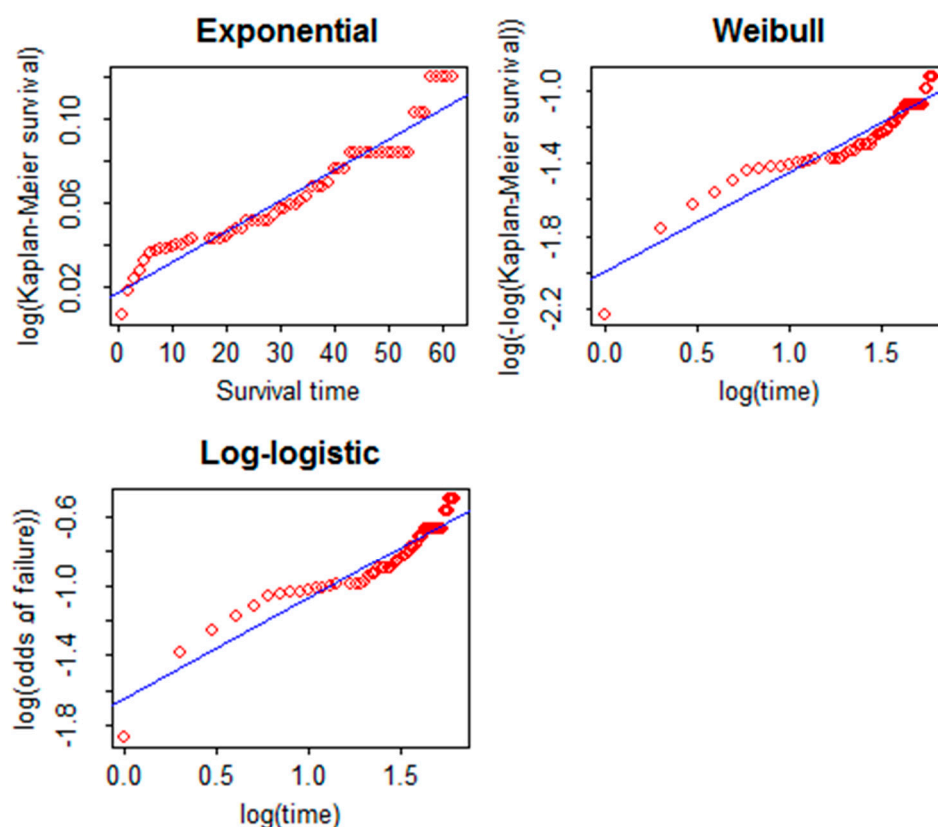 Exponential
log(Kaplan-Meier survival)
0.02 0.06 0.10
0 10 20 30 40 50 60
Survival time
Weibull
log(-log(Kaplan-Meier survival))
-2.2 -1.8 -1.4 -1.0
0.0 0.5 1.0 1.5
log(time)
Log-logistic
log(odds of failure))
-1.8 -1.4 -1.0 -0.6
0.0 0.5 1.0 1.5
log(time)